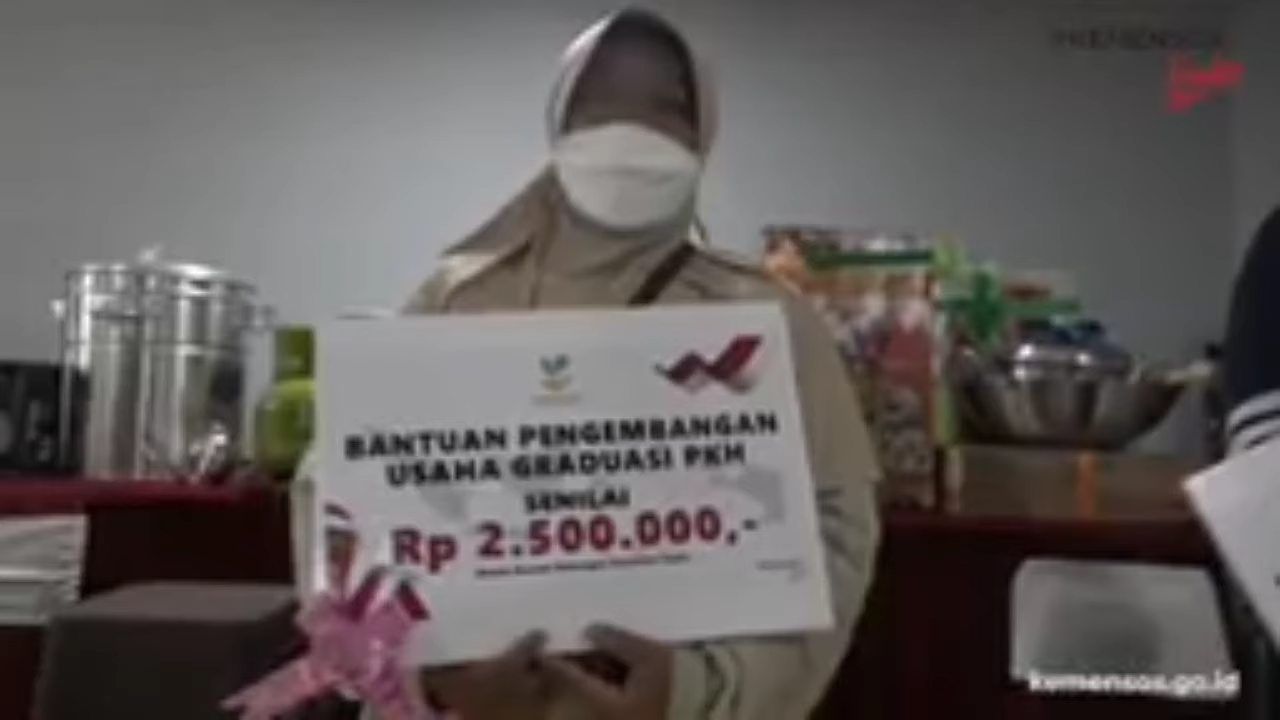 BANTUAN PENGEMBANGAN
USAHA GRADUASI PKH
SENILAI
Rp 2.500.000,-
kemensos.go.id